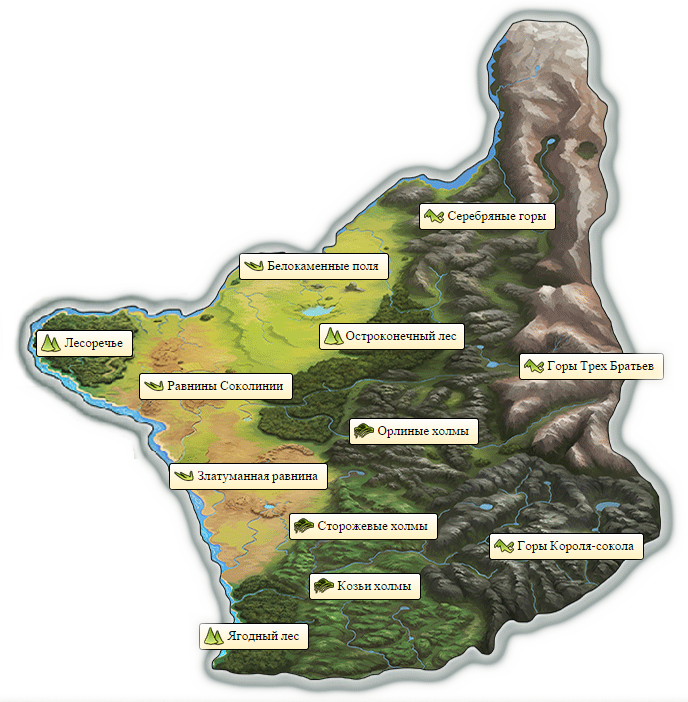 Серебряные горы
Белокаменные поля
Остроконечный лес
Лесоречье
Горы Трех Братьев
Равнины Соколинии
Орлиные холмы
Златуманная равнина
Сторожевые холмы
Горы Короля-сокола
Козьи холмы
Ягодный лес